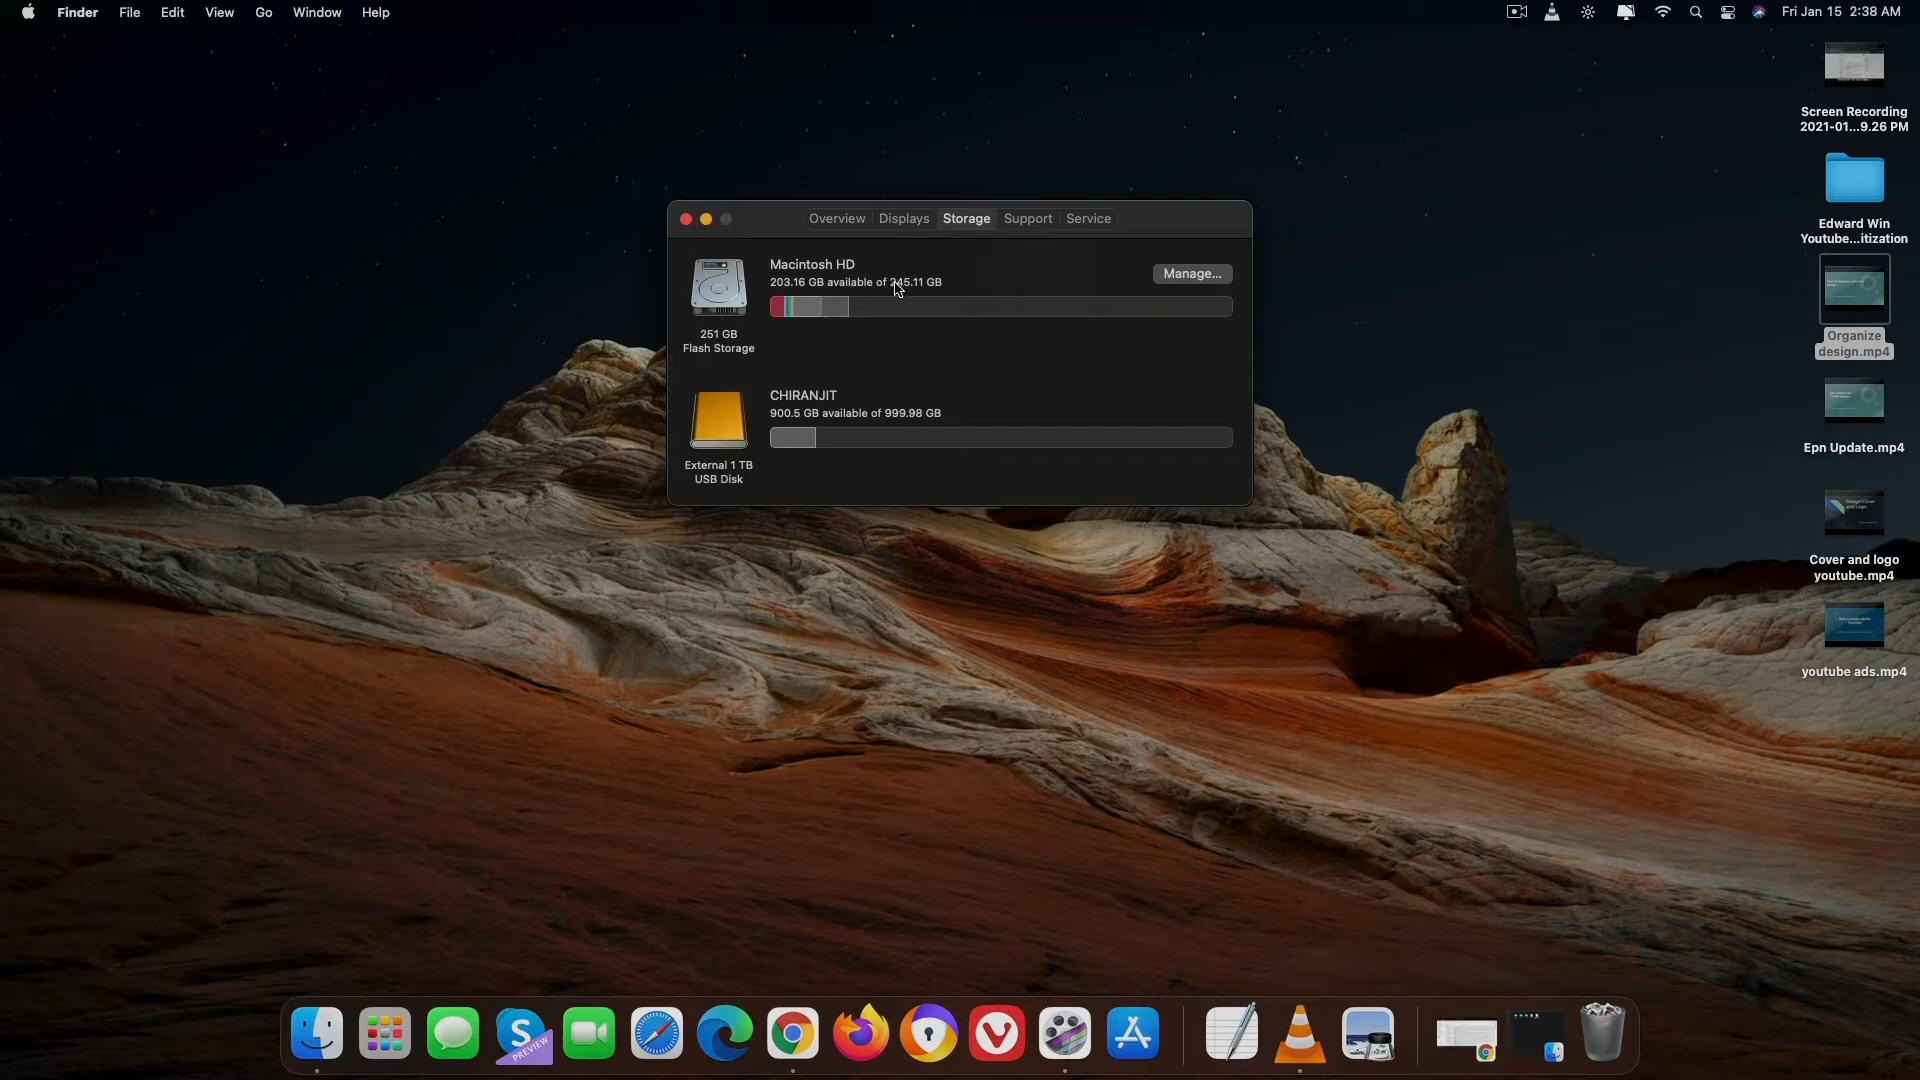 Finder File Edit View Go Window Help
Fri Jan 15 2:38 AM
Screen Recording
2021-01...9.26 PM
Edward Win
Youtube...itization
Organize
design.mp4
Epn Update.mp4
Cover and logo
youtube.mp4
youtube ads.mp4
Overview Displays Storage Support Service
Macintosh HD
203.16 GB available of 245.11 GB
Manage...
251 GB
Flash Storage
CHIRANJIT
900.5 GB available of 999.98 GB
External 1 TB
USB Disk
PREVIEW